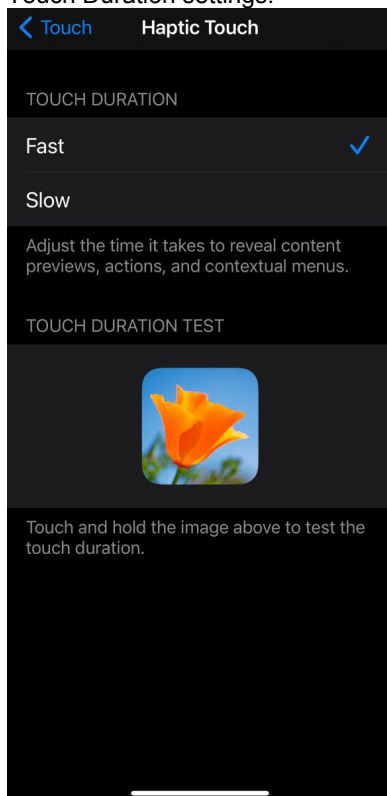 Touch Duration settings.
Touch Haptic Touch
TOUCH DURATION
Fast
Slow
Adjust the time it takes to reveal content
previews, actions, and contextual menus.
TOUCH DURATION TEST
Touch and hold the image above to test the
touch duration.